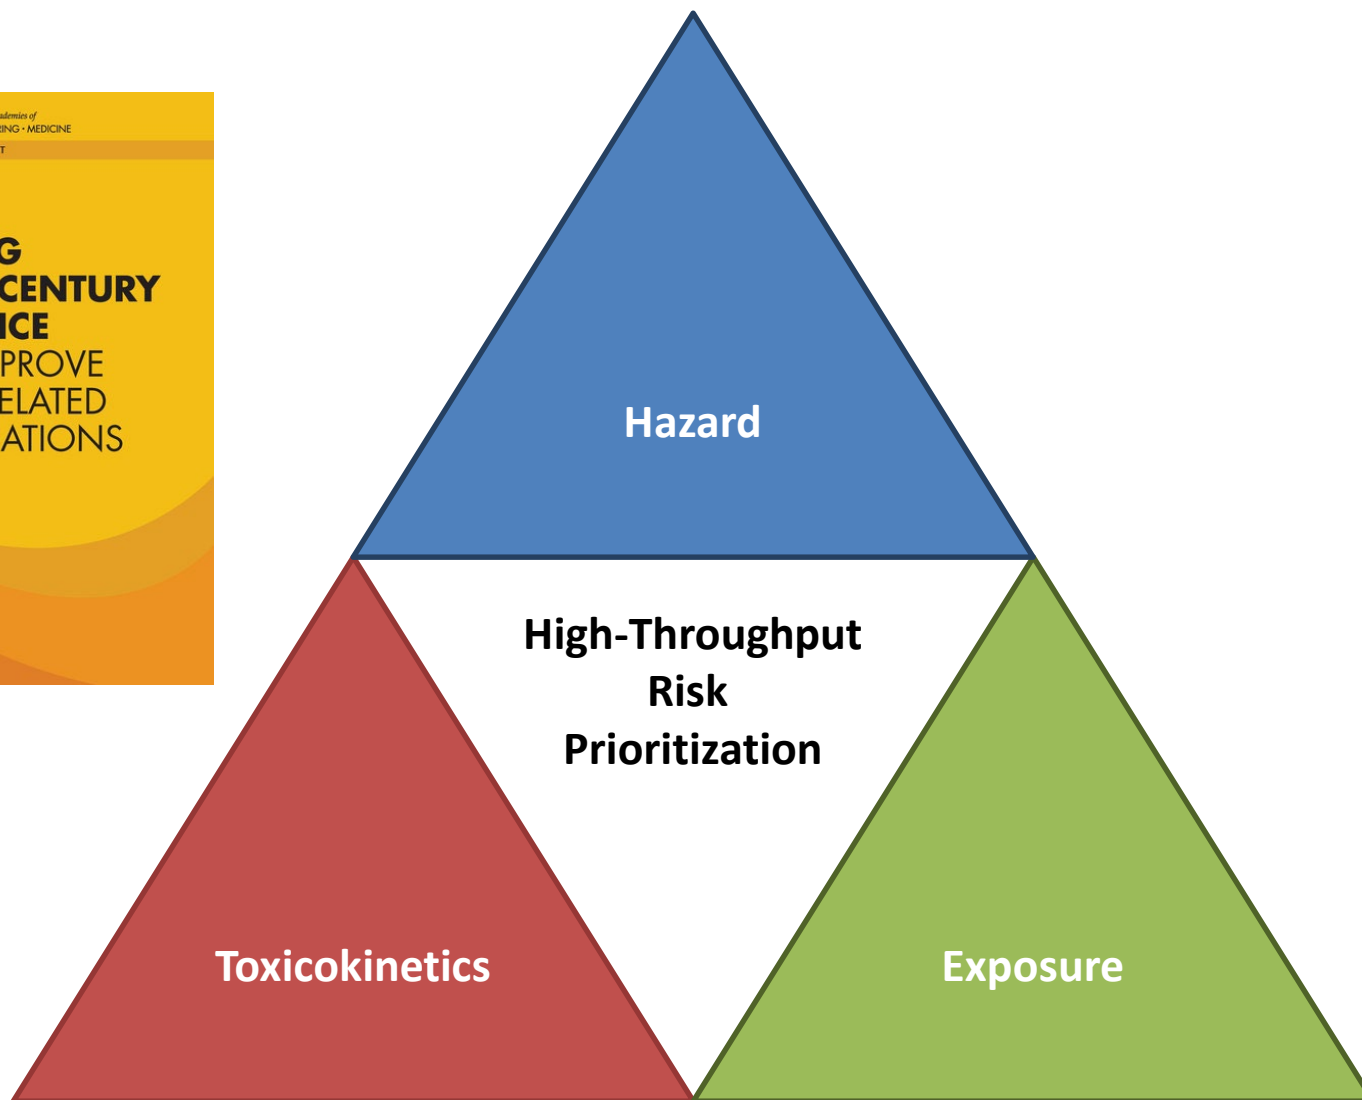 ademies of
RING • MEDICINE
T
G
CENTURY
ICE
PROVE
ELATED
ATIONS
Hazard
High-Throughput
Risk
Prioritization
Toxicokinetics
Exposure